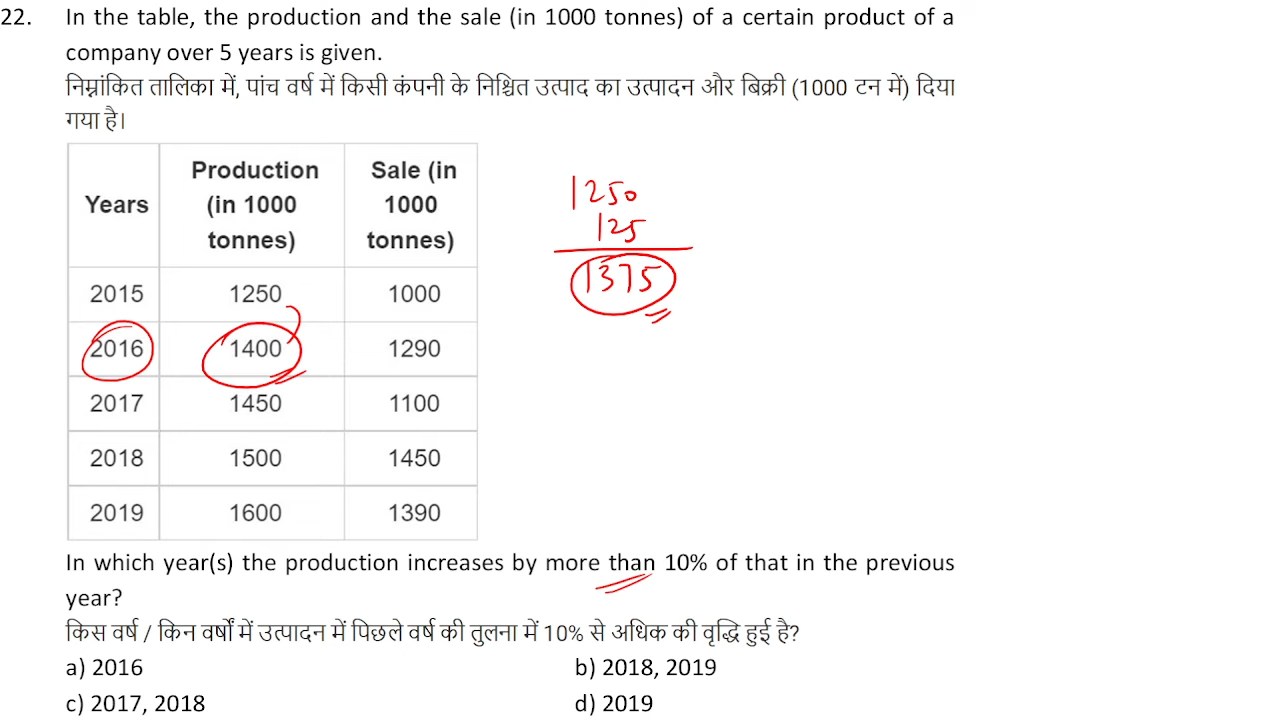 22. In the table, the production and the sale (in 1000 tonnes) of a certain product of a
company over 5 years is given.
निम्नांकित तालिका में, पांच वर्ष में किसी कंपनी के निश्चित उत्पाद का उत्पादन और बिक्री (1000 टन में) दिया
गया है।
Years Production (in 1000 tonnes) Sale (in 1000 tonnes)
2015 1250 1000
2016 1400 1290
2017 1450 1100
2018 1500 1450
2019 1600 1390
1250
125
1375
In which year(s) the production increases by more than 10% of that in the previous
year?
किस वर्ष / किन वर्षों में उत्पादन में पिछले वर्ष की तुलना में 10% से अधिक की वृद्धि हुई है?
a) 2016 b) 2018, 2019
c) 2017, 2018 d) 2019